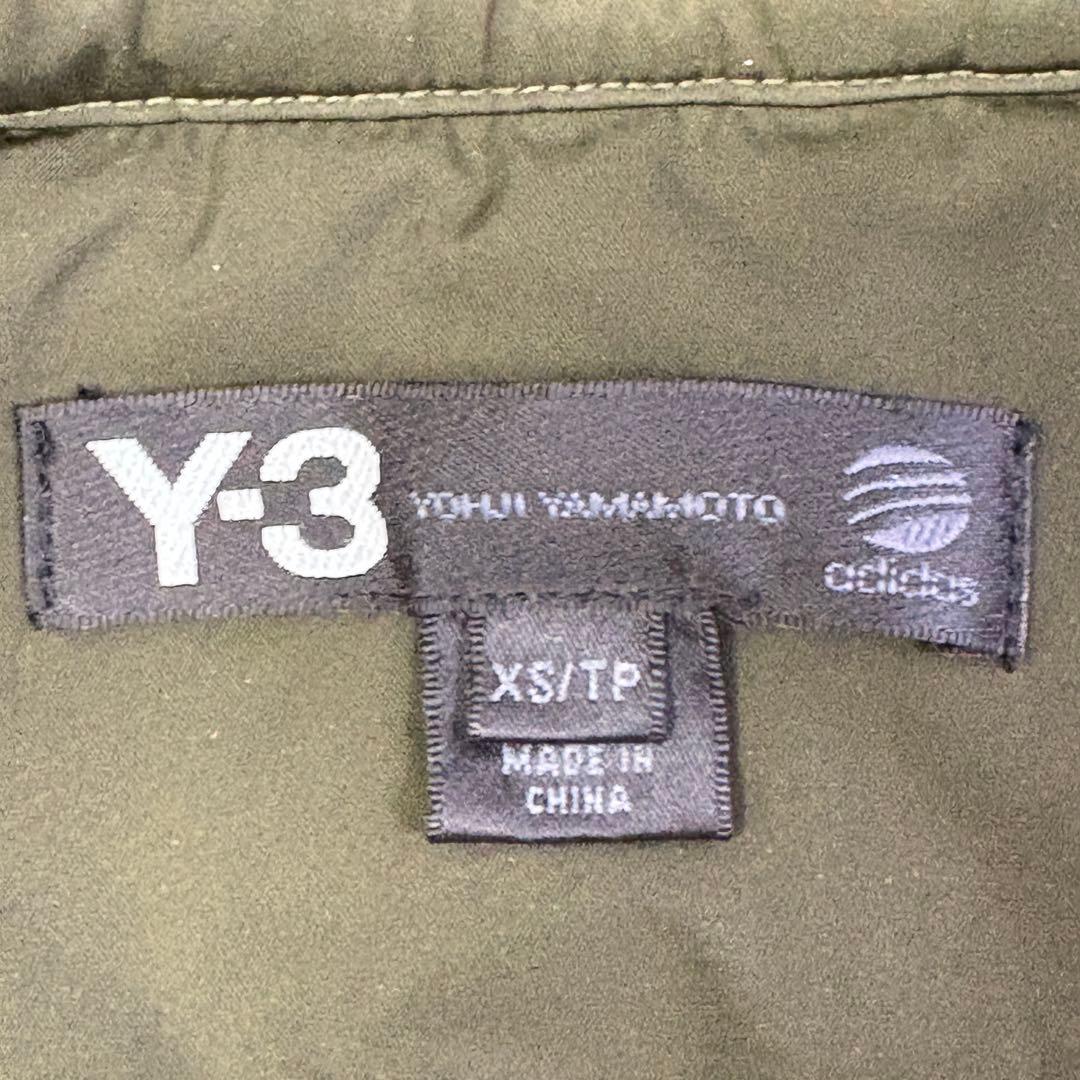 Y-3 YOHJI YAMAMOTO adidas
XS/TP
MADE IN
CHINA